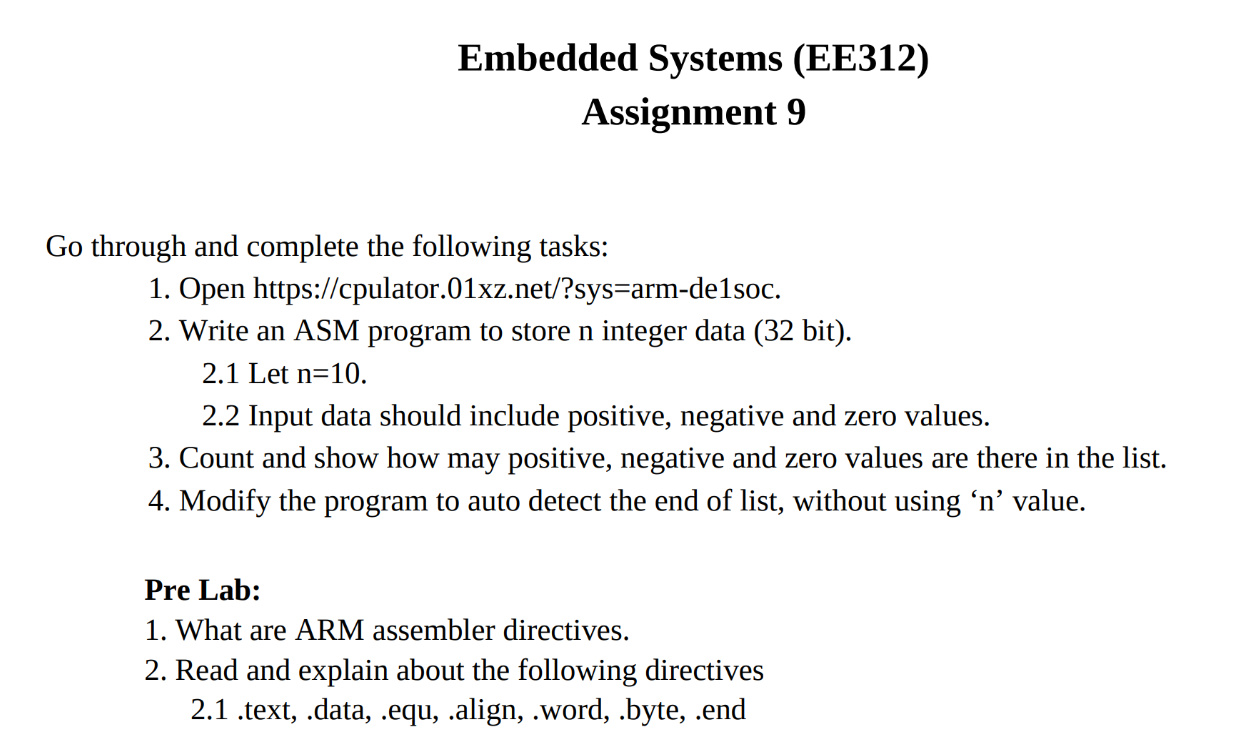 Embedded Systems (EE312)
Assignment 9
Go through and complete the following tasks:
1. Open https://cpulator.01xz.net/?sys=arm-de1soc.
2. Write an ASM program to store n integer data (32 bit).
2.1 Let n=10.
2.2 Input data should include positive, negative and zero values.
3. Count and show how may positive, negative and zero values are there in the list.
4. Modify the program to auto detect the end of list, without using ‘n’ value.
Pre Lab:
1. What are ARM assembler directives.
2. Read and explain about the following directives
2.1 .text, .data, .equ, .align, .word, .byte, .end